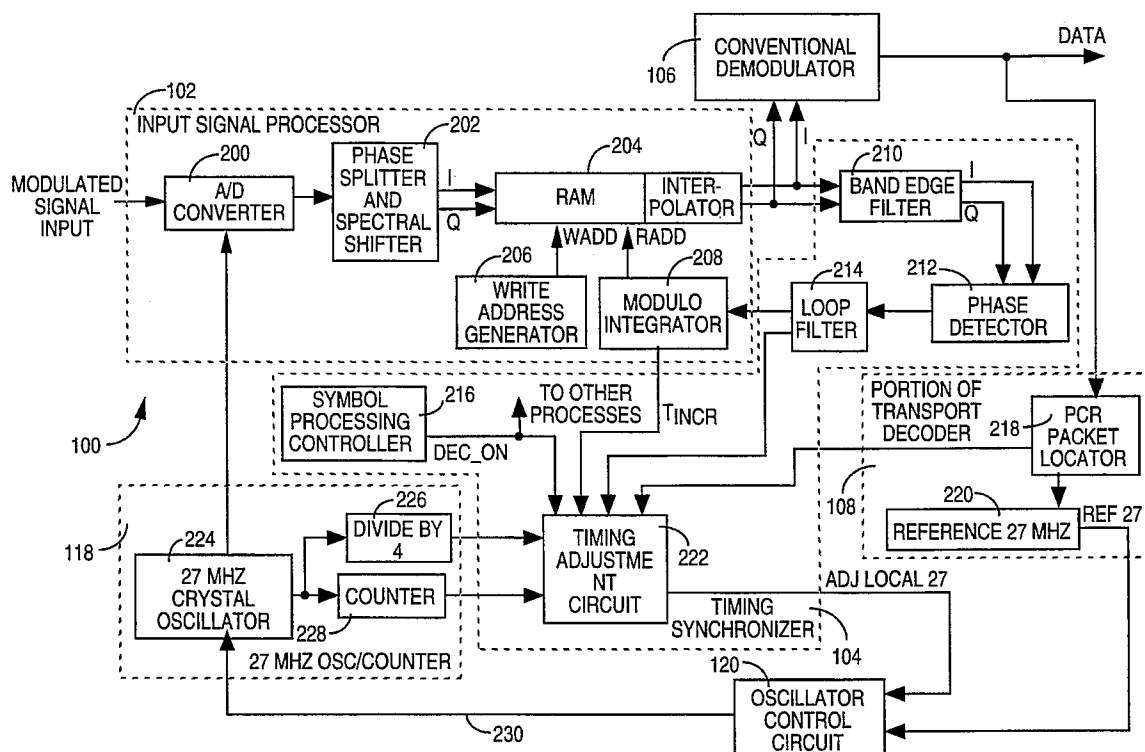 CONVENTIONAL
DEMODULATOR
106
DATA
102
INPUT SIGNAL PROCESSOR
200
A/D
CONVERTER
MODULATED
SIGNAL
INPUT
202
PHASE
SPLITTER
AND
SPECTRAL
SHIFTER
I
Q
204
RAM
INTER-
POLATOR
Q
I
210
BAND EDGE
FILTER
I
Q
WADD
RADD
206
WRITE
ADDRESS
GENERATOR
208
MODULO
INTEGRATOR
214
LOOP
FILTER
212
PHASE
DETECTOR
100
SYMBOL
PROCESSING
CONTROLLER
216
DEC_ON
TO OTHER
PROCESSES
TINCR
PORTION OF
TRANSPORT
DECODER
218
PCR
PACKET
LOCATOR
108
220
REFERENCE 27 MHZ
REF 27
118
224
27 MHZ
CRYSTAL
OSCILLATOR
226
DIVIDE BY
4
COUNTER
228
27 MHZ OSC/COUNTER
TIMING
ADJUSTME
NT
CIRCUIT
222
ADJ LOCAL 27
TIMING
SYNCHRONIZER
104
120
OSCILLATOR
CONTROL
CIRCUIT
230